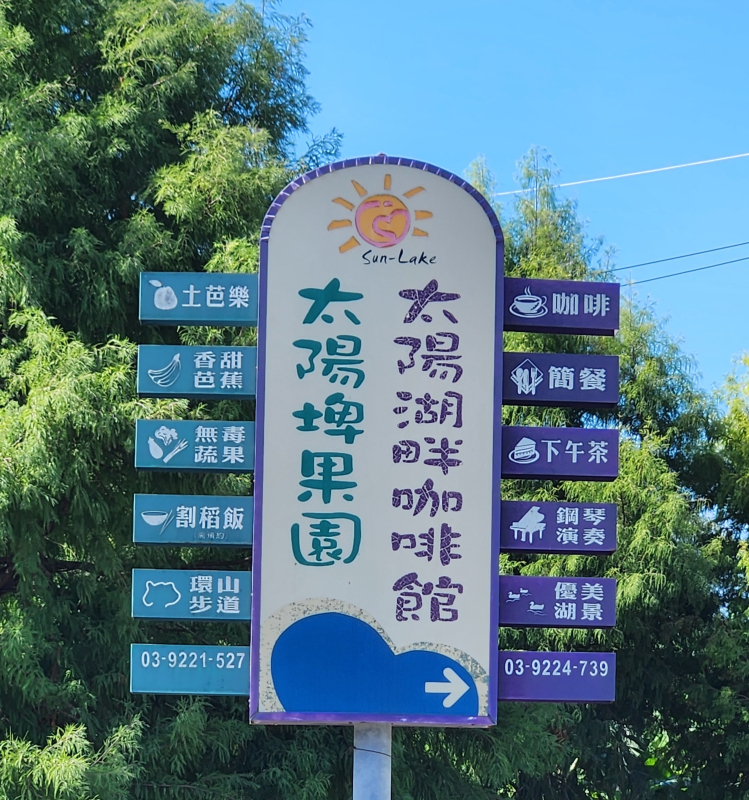 Sun-Lake
太陽湖畔咖啡館
太陽埤果園
土芭樂
香甜
芭蕉
無毒
蔬果
割稻飯
環山
步道
03-9221-527
咖啡
簡餐
下午茶
鋼琴
演奏
優美
湖景
03-9224-739